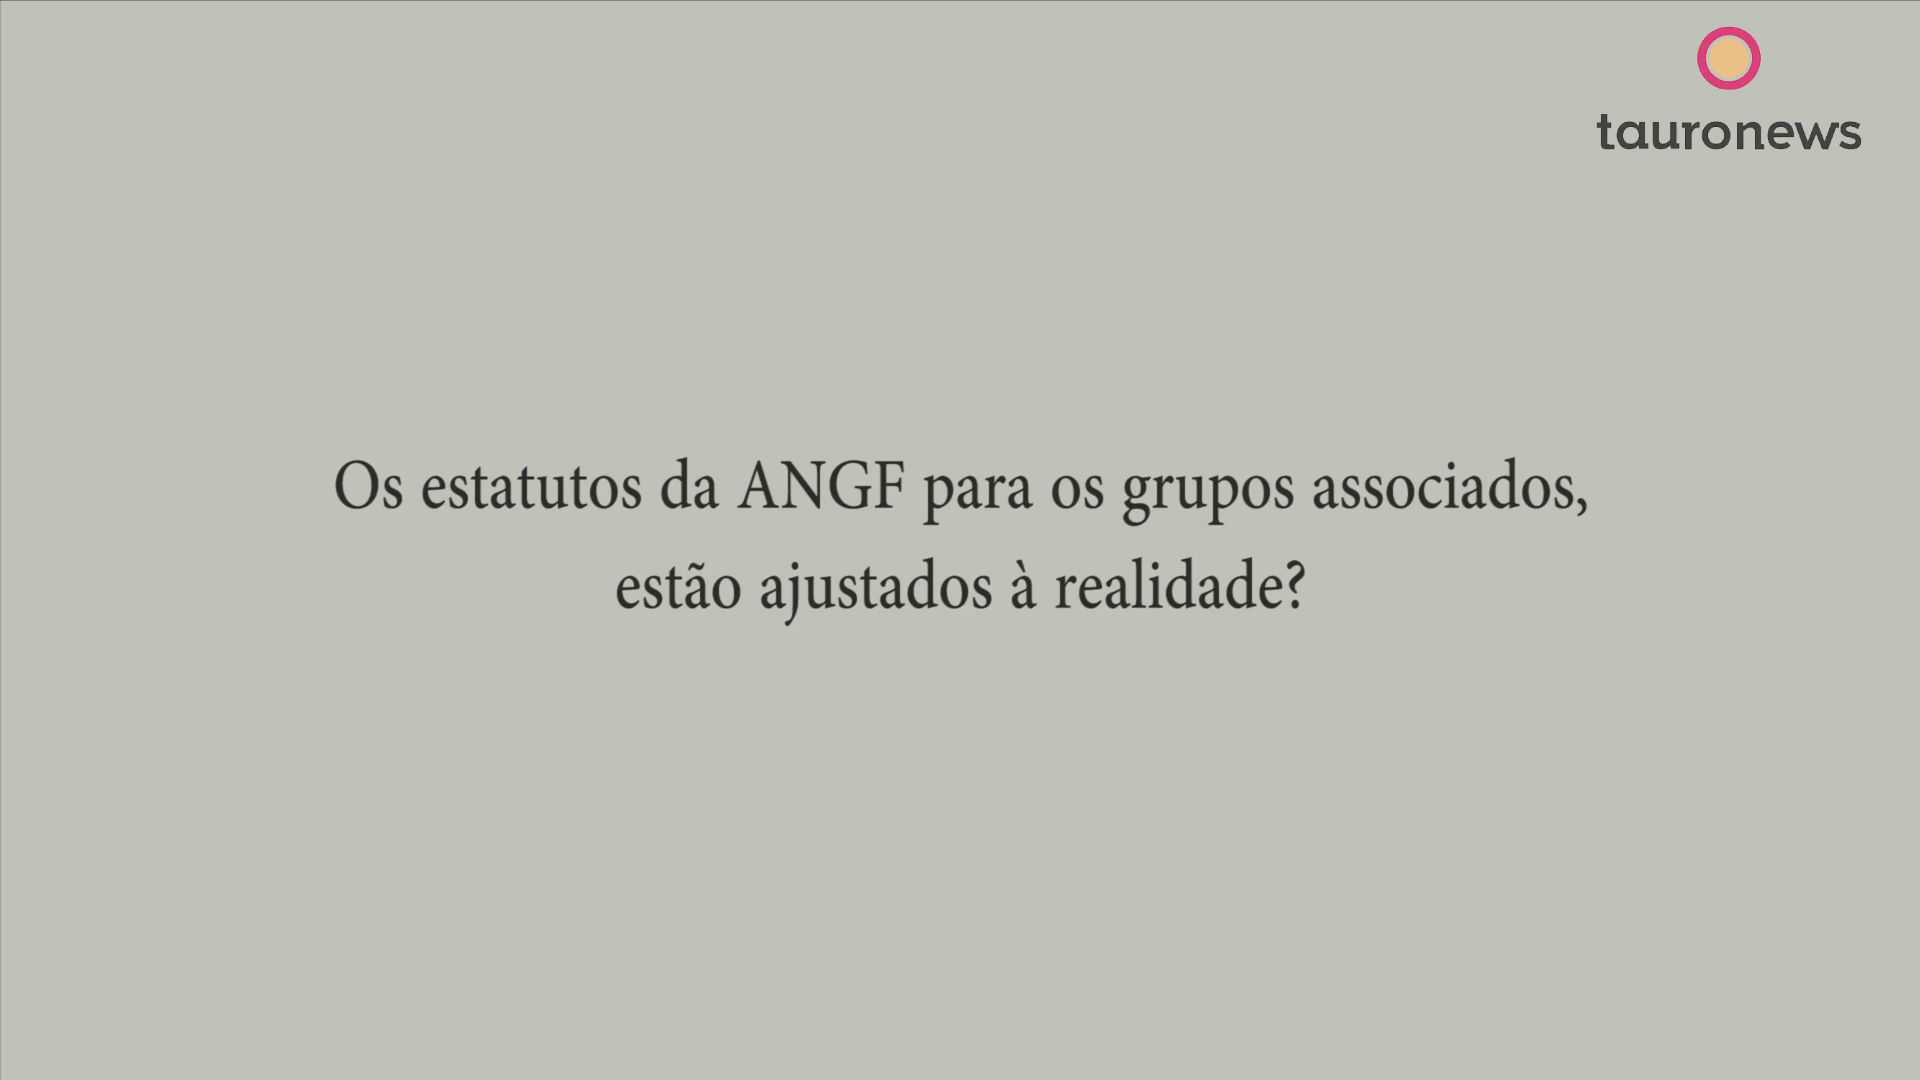 tauronews
Os estatutos da ANGF para os grupos associados,
estão ajustados à realidade?